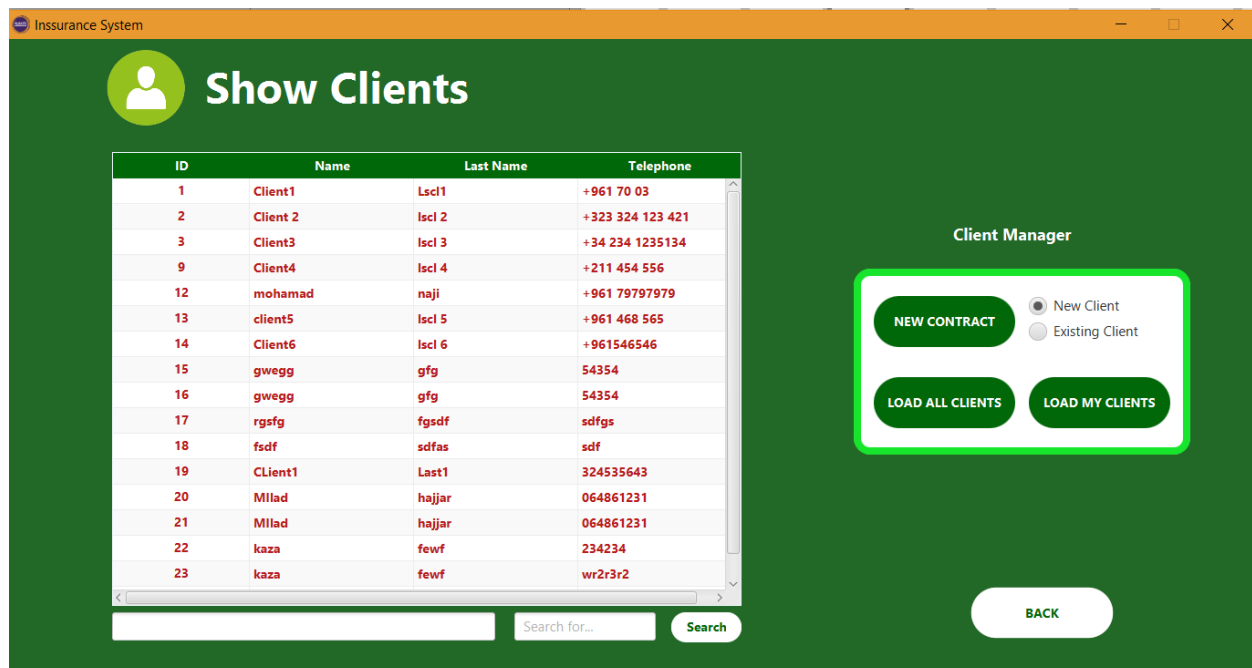 Inssurance System
Show Clients
ID Name Last Name Telephone
1 Client1 Lscl1 +961 70 03
2 Client 2 lscl 2 +323 324 123 421
3 Client3 lscl 3 +34 234 1235134
9 Client4 lscl 4 +211 454 556
12 mohamad naji +961 79797979
13 client5 lscl 5 +961 468 565
14 Client6 lscl 6 +961546546
15 gwegg gfg 54354
16 gwegg gfg 54354
17 rgsfg fgsdf sdfgs
18 fsdf sdfas sdf
19 CLient1 Last1 324535643
20 MIlad hajjar 064861231
21 MIlad hajjar 064861231
22 kaza fewf 234234
23 kaza fewf wr2r3r2
Search for... Search
Client Manager
NEW CONTRACT
New Client
Existing Client
LOAD ALL CLIENTS LOAD MY CLIENTS
BACK